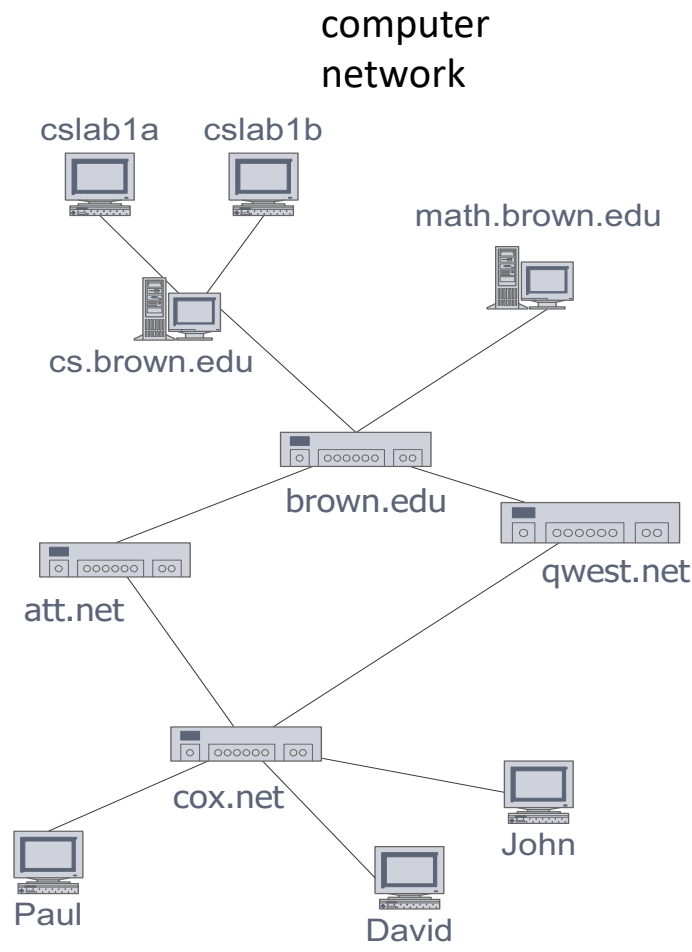 computer
network
cslab1a cslab1b
math.brown.edu
cs.brown.edu
brown.edu
qwest.net
att.net
cox.net
John
Paul
David